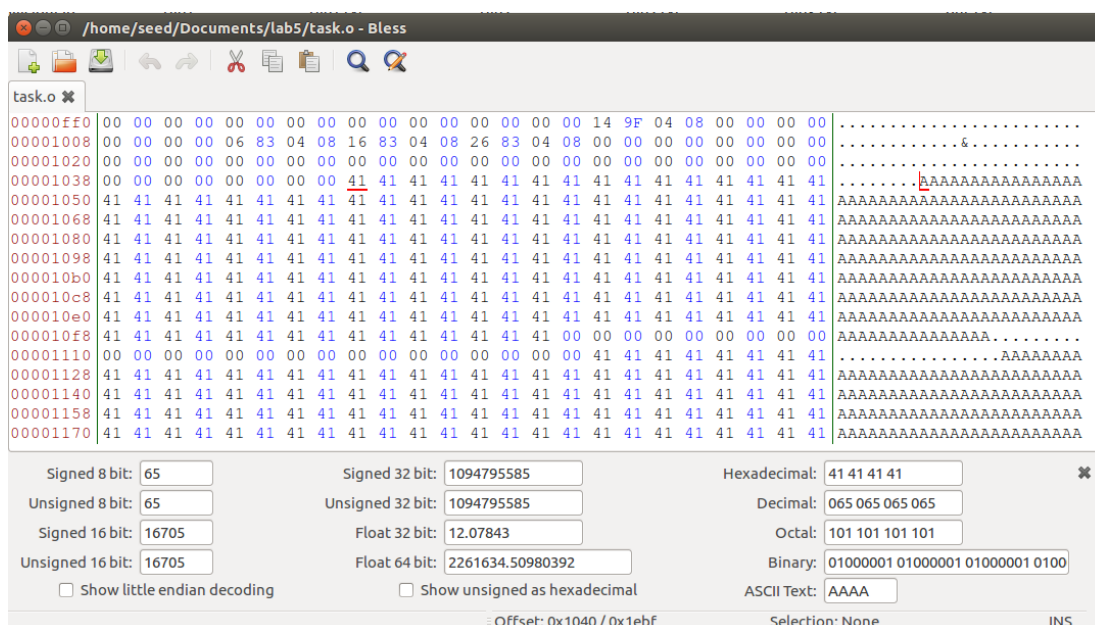 /home/seed/Documents/lab5/task.o - Bless
task.o ✖
00000ff0 00 00 00 00 00 00 00 00 00 00 00 00 00 00 00 00 14 9F 04 08 00 00 00 00 ........................
00001008 00 00 00 00 06 83 04 08 16 83 04 08 26 83 04 08 00 00 00 00 00 00 00 00 ............&...........
00001020 00 00 00 00 00 00 00 00 00 00 00 00 00 00 00 00 00 00 00 00 00 00 00 00 ........................
00001038 00 00 00 00 00 00 00 00 41 41 41 41 41 41 41 41 41 41 41 41 41 41 41 41 ........AAAAAAAAAAAAAAAA
00001050 41 41 41 41 41 41 41 41 41 41 41 41 41 41 41 41 41 41 41 41 41 41 41 41 AAAAAAAAAAAAAAAAAAAAAAAA
00001068 41 41 41 41 41 41 41 41 41 41 41 41 41 41 41 41 41 41 41 41 41 41 41 41 AAAAAAAAAAAAAAAAAAAAAAAA
00001080 41 41 41 41 41 41 41 41 41 41 41 41 41 41 41 41 41 41 41 41 41 41 41 41 AAAAAAAAAAAAAAAAAAAAAAAA
00001098 41 41 41 41 41 41 41 41 41 41 41 41 41 41 41 41 41 41 41 41 41 41 41 41 AAAAAAAAAAAAAAAAAAAAAAAA
000010b0 41 41 41 41 41 41 41 41 41 41 41 41 41 41 41 41 41 41 41 41 41 41 41 41 AAAAAAAAAAAAAAAAAAAAAAAA
000010c8 41 41 41 41 41 41 41 41 41 41 41 41 41 41 41 41 41 41 41 41 41 41 41 41 AAAAAAAAAAAAAAAAAAAAAAAA
000010e0 41 41 41 41 41 41 41 41 41 41 41 41 41 41 41 41 41 41 41 41 41 41 41 41 AAAAAAAAAAAAAAAAAAAAAAAA
000010f8 41 41 41 41 41 41 41 41 41 41 41 41 41 41 41 00 00 00 00 00 00 00 00 00 AAAAAAAAAAAAAAA.........
00001110 00 00 00 00 00 00 00 00 00 00 00 00 00 00 00 00 41 41 41 41 41 41 41 41 ................AAAAAAAA
00001128 41 41 41 41 41 41 41 41 41 41 41 41 41 41 41 41 41 41 41 41 41 41 41 41 AAAAAAAAAAAAAAAAAAAAAAAA
00001140 41 41 41 41 41 41 41 41 41 41 41 41 41 41 41 41 41 41 41 41 41 41 41 41 AAAAAAAAAAAAAAAAAAAAAAAA
00001158 41 41 41 41 41 41 41 41 41 41 41 41 41 41 41 41 41 41 41 41 41 41 41 41 AAAAAAAAAAAAAAAAAAAAAAAA
00001170 41 41 41 41 41 41 41 41 41 41 41 41 41 41 41 41 41 41 41 41 41 41 41 41 AAAAAAAAAAAAAAAAAAAAAAAA
Signed 8 bit: 65 Signed 32 bit: 1094795585 Hexadecimal: 41 41 41 41
Unsigned 8 bit: 65 Unsigned 32 bit: 1094795585 Decimal: 065 065 065 065
Signed 16 bit: 16705 Float 32 bit: 12.07843 Octal: 101 101 101 101
Unsigned 16 bit: 16705 Float 64 bit: 2261634.50980392 Binary: 01000001 01000001 01000001 0100
Show little endian decoding Show unsigned as hexadecimal ASCII Text: AAAA
Offset: 0x1040 / 0x1ebf Selection: None INS